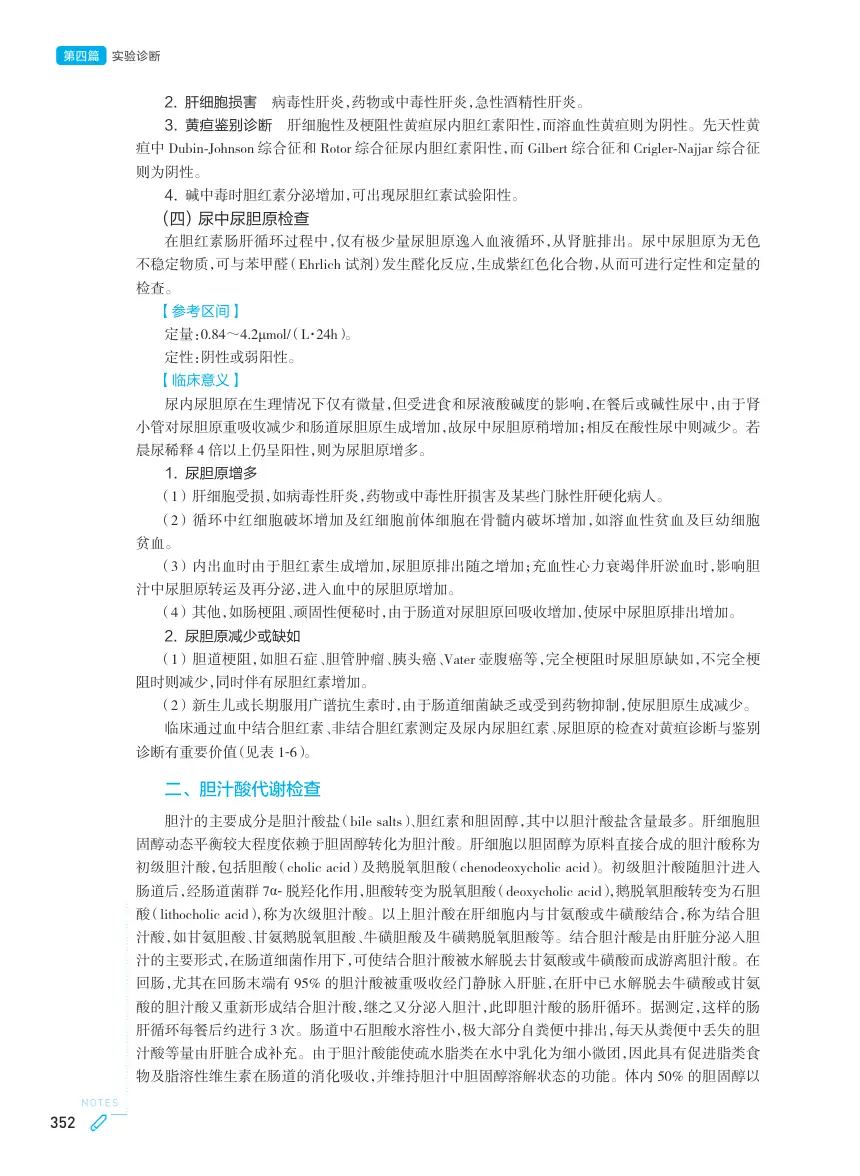 第四篇 实验诊断
2. 肝细胞损害 病毒性肝炎,药物或中毒性肝炎,急性酒精性肝炎。
3. 黄疸鉴别诊断 肝细胞性及梗阻性黄疸尿内胆红素阳性,而溶血性黄疸则为阴性。先天性黄
疸中 Dubin-Johnson 综合征和 Rotor 综合征尿内胆红素阳性,而 Gilbert 综合征和 Crigler-Najjar 综合征
则为阴性。
4. 碱中毒时胆红素分泌增加,可出现尿胆红素试验阳性。
(四)尿中尿胆原检查
在胆红素肠肝循环过程中,仅有极少量尿胆原逸入血液循环,从肾脏排出。尿中尿胆原为无色
不稳定物质,可与苯甲醛(Ehrlich 试剂)发生醛化反应,生成紫红色化合物,从而可进行定性和定量的
检查。
【参考区间】
定量:0.84～4.2μmol/(L·24h)。
定性:阴性或弱阳性。
【临床意义】
尿内尿胆原在生理情况下仅有微量,但受进食和尿液酸碱度的影响,在餐后或碱性尿中,由于肾
小管对尿胆原重吸收减少和肠道尿胆原生成增加,故尿中尿胆原稍增加;相反在酸性尿中则减少。若
晨尿稀释 4 倍以上仍呈阳性,则为尿胆原增多。
1. 尿胆原增多
(1)肝细胞受损,如病毒性肝炎,药物或中毒性肝损害及某些门脉性肝硬化病人。
(2)循环中红细胞破坏增加及红细胞前体细胞在骨髓内破坏增加,如溶血性贫血及巨幼细胞
贫血。
(3)内出血时由于胆红素生成增加,尿胆原排出随之增加;充血性心力衰竭伴肝淤血时,影响胆
汁中尿胆原转运及再分泌,进入血中的尿胆原增加。
(4)其他,如肠梗阻、顽固性便秘时,由于肠道对尿胆原回吸收增加,使尿中尿胆原排出增加。
2. 尿胆原减少或缺如
(1)胆道梗阻,如胆石症、胆管肿瘤、胰头癌、Vater 壶腹癌等,完全梗阻时尿胆原缺如,不完全梗
阻时则减少,同时伴有尿胆红素增加。
(2)新生儿或长期服用广谱抗生素时,由于肠道细菌缺乏或受到药物抑制,使尿胆原生成减少。
临床通过血中结合胆红素、非结合胆红素测定及尿内尿胆红素、尿胆原的检查对黄疸诊断与鉴别
诊断有重要价值(见表 1-6)。
二、胆汁酸代谢检查
胆汁的主要成分是胆汁酸盐(bile salts)、胆红素和胆固醇,其中以胆汁酸盐含量最多。肝细胞胆
固醇动态平衡较大程度依赖于胆固醇转化为胆汁酸。肝细胞以胆固醇为原料直接合成的胆汁酸称为
初级胆汁酸,包括胆酸(cholic acid)及鹅脱氧胆酸(chenodeoxycholic acid)。初级胆汁酸随胆汁进入
肠道后,经肠道菌群 7α- 脱羟化作用,胆酸转变为脱氧胆酸(deoxycholic acid),鹅脱氧胆酸转变为石胆
酸(lithocholic acid),称为次级胆汁酸。以上胆汁酸在肝细胞内与甘氨酸或牛磺酸结合,称为结合胆
汁酸,如甘氨胆酸、甘氨鹅脱氧胆酸、牛磺胆酸及牛磺鹅脱氧胆酸等。结合胆汁酸是由肝脏分泌入胆
汁的主要形式,在肠道细菌作用下,可使结合胆汁酸被水解脱去甘氨酸或牛磺酸而成游离胆汁酸。在
回肠,尤其在回肠末端有 95% 的胆汁酸被重吸收经门静脉入肝脏,在肝中已水解脱去牛磺酸或甘氨
酸的胆汁酸又重新形成结合胆汁酸,继之又分泌入胆汁,此即胆汁酸的肠肝循环。据测定,这样的肠
肝循环每餐后约进行 3 次。肠道中石胆酸水溶性小,极大部分自粪便中排出,每天从粪便中丢失的胆
汁酸等量由肝脏合成补充。由于胆汁酸能使疏水脂类在水中乳化为细小微团,因此具有促进脂类食
物及脂溶性维生素在肠道的消化吸收,并维持胆汁中胆固醇溶解状态的功能。体内 50% 的胆固醇以
NOTES
352